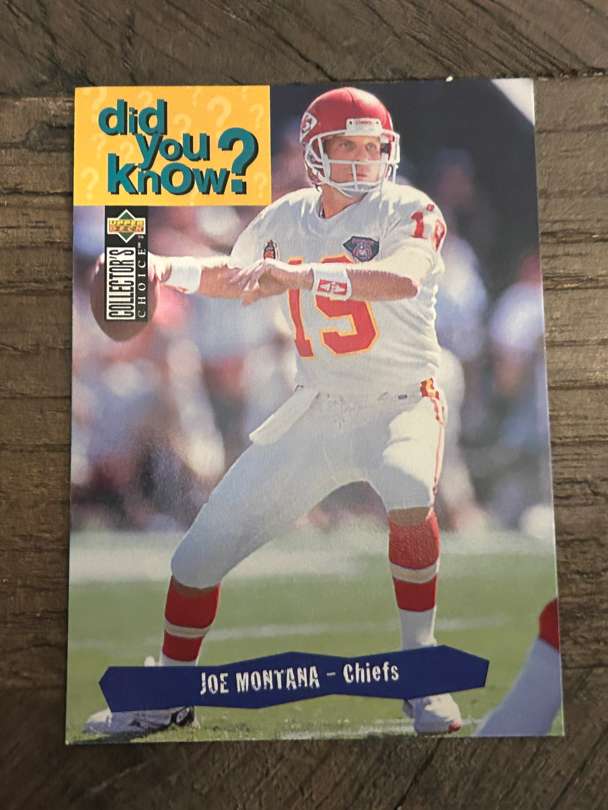 did
you
know?
UPPER
DECK
COLLECTOR'S
CHOICE
19
19
JOE MONTANA – Chiefs